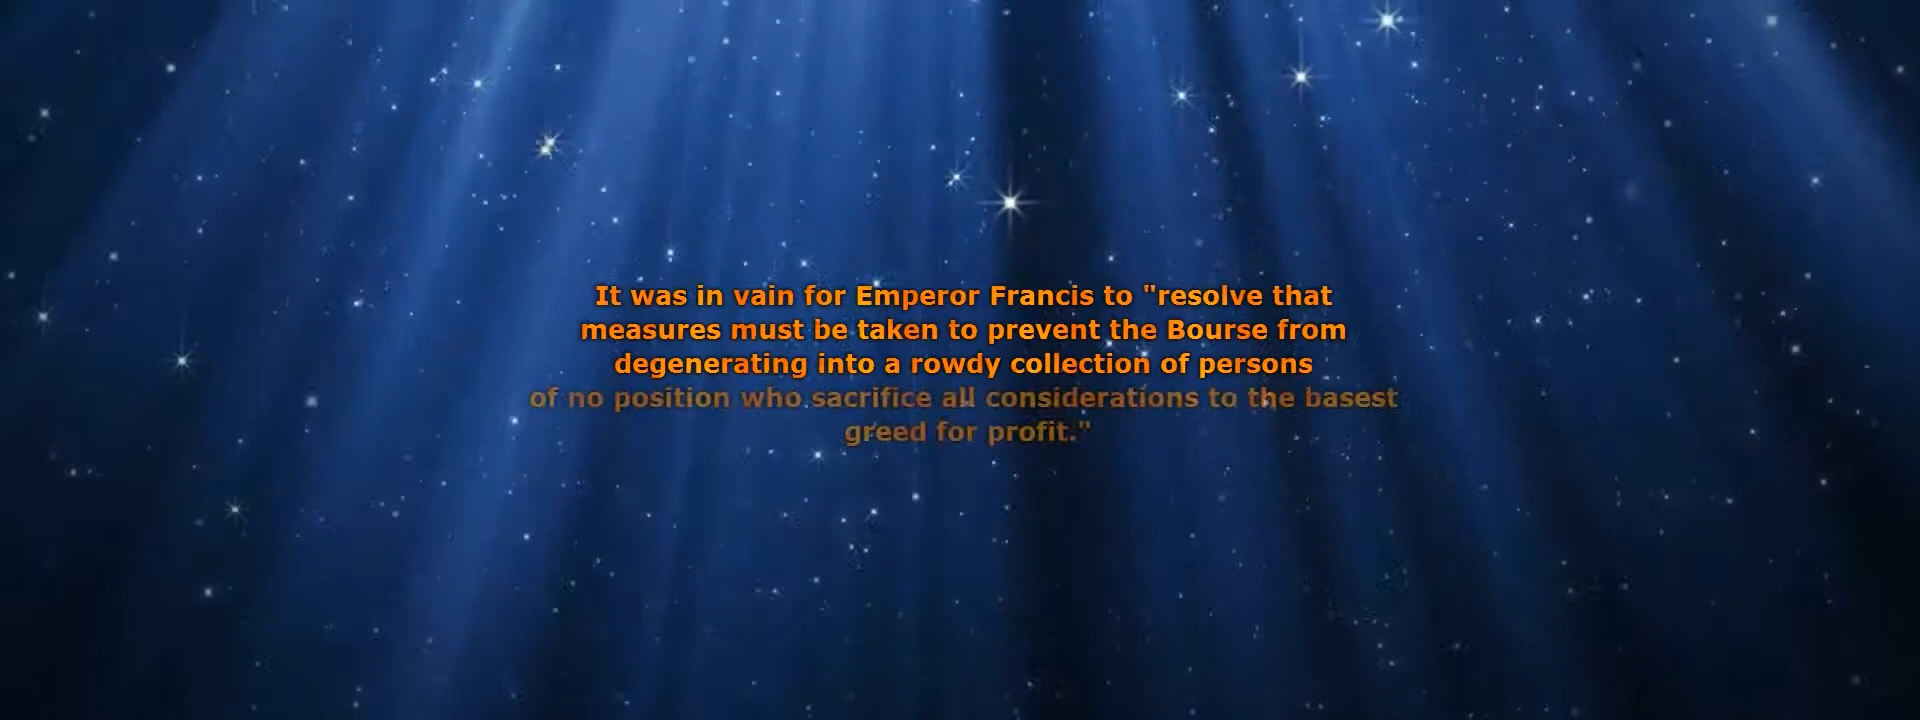 It was in vain for Emperor Francis to "resolve that
measures must be taken to prevent the Bourse from
degenerating into a rowdy collection of persons
of no position who sacrifice all considerations to the basest
greed for profit."